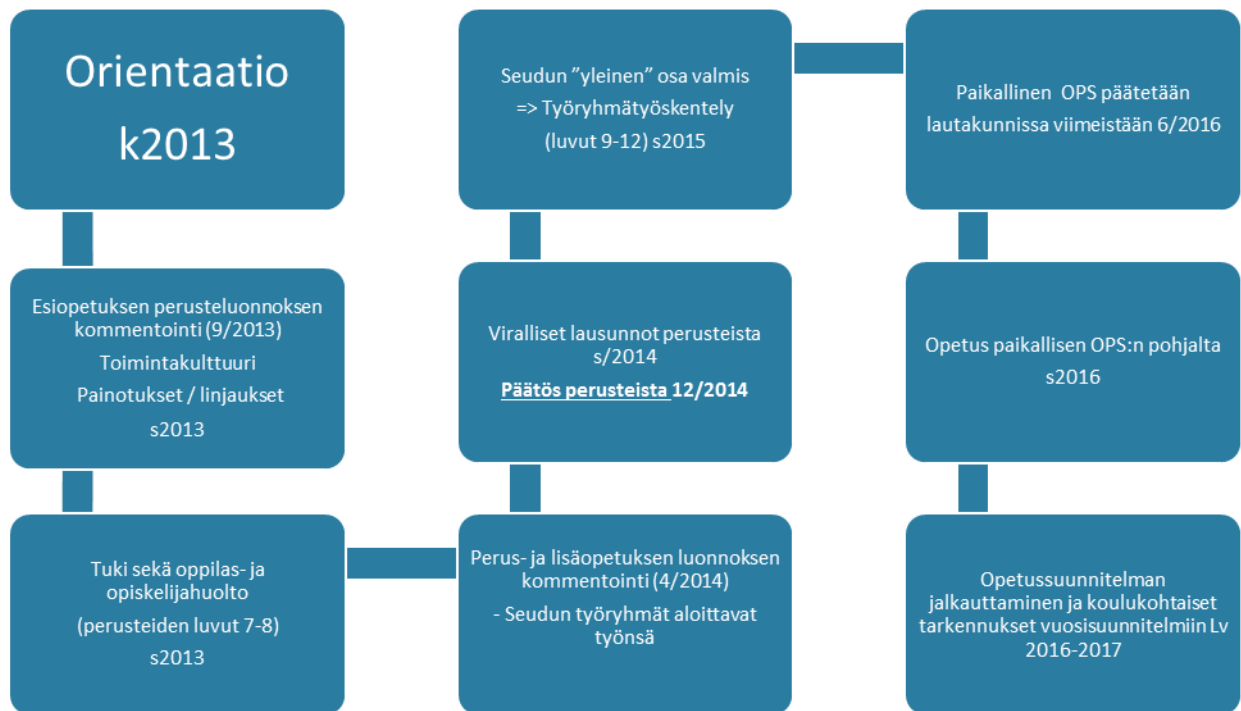 Orientaatio
k2013
Esiopetuksen perusteluonnoksen
kommentointi (9/2013)
Toimintakulttuuri
Painotukset / linjaukset
s2013
Tuki sekä oppilas- ja
opiskelijahuolto
(perusteiden luvut 7-8)
s2013
Perus- ja lisäopetuksen luonnoksen
kommentointi (4/2014)
- Seudun työryhmät aloittavat
työnsä
Viralliset lausunnot perusteista
s/2014
Päätös perusteista 12/2014
Seudun ”yleinen” osa valmis
=> Työryhmätyöskentely
(luvut 9-12) s2015
Paikallinen OPS päätetään
lautakunnissa viimeistään 6/2016
Opetus paikallisen OPS:n pohjalta
s2016
Opetussuunnitelman
jalkauttaminen ja koulukohtaiset
tarkennukset vuosisuunnitelmiin Lv
2016-2017